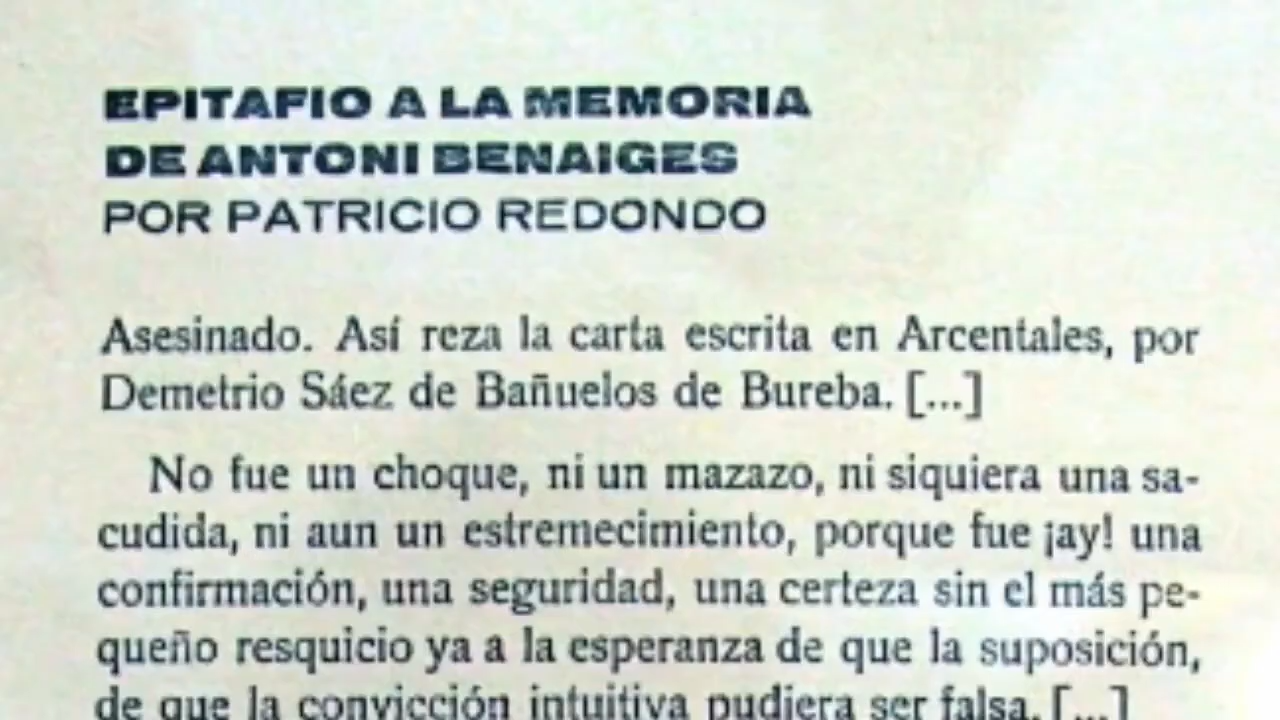 EPITAFIO A LA MEMORIA
DE ANTONI BENAIGES
POR PATRICIO REDONDO
Asesinado. Así reza la carta escrita en Arcentales, por
Demetrio Sáez de Bañuelos de Bureba. [...]
No fue un choque, ni un mazazo, ni siquiera una sa-
cudida, ni aun un estremecimiento, porque fue ¡ay! una
confirmación, una seguridad, una certeza sin el más pe-
queño resquicio ya a la esperanza de que la suposición,
de que la convicción intuitiva pudiera ser falsa. [...]